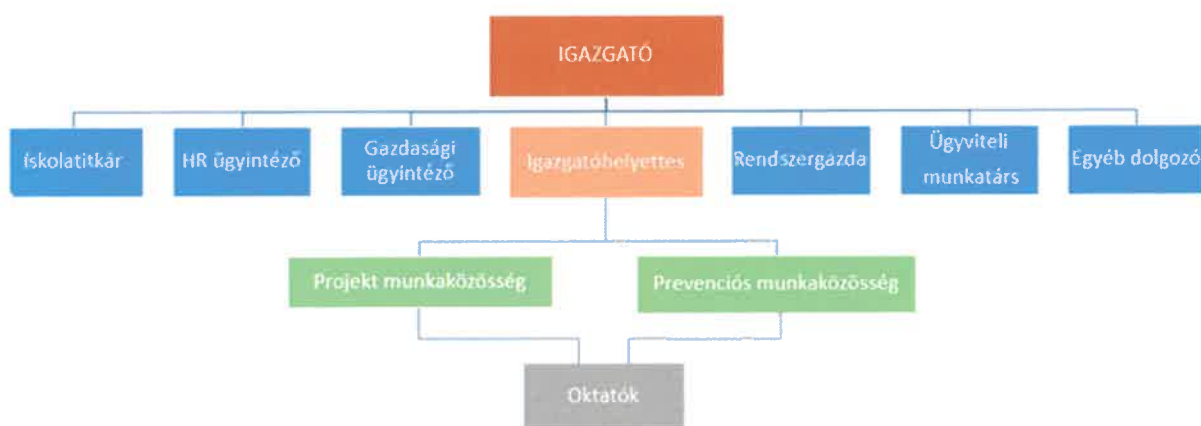 IGAZGATÓ
Iskolatitkár
HR ügyintéző
Gazdasági
ügyintéző
Igazgatóhelyettes
Rendszergazda
Ügyviteli
munkatárs
Egyéb dolgozó
Projekt munkaközösség
Prevenciós munkaközösség
Oktatók